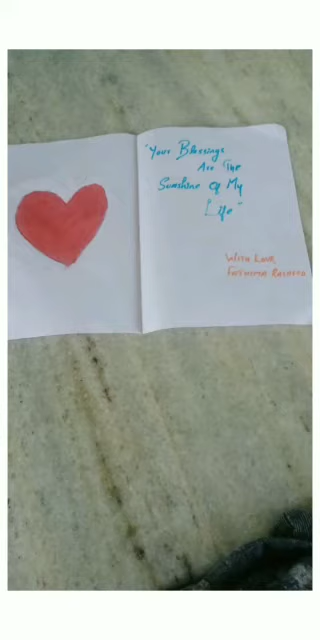 "Your Blessings
Are The
Sunshine Of My
Life"
With Love,